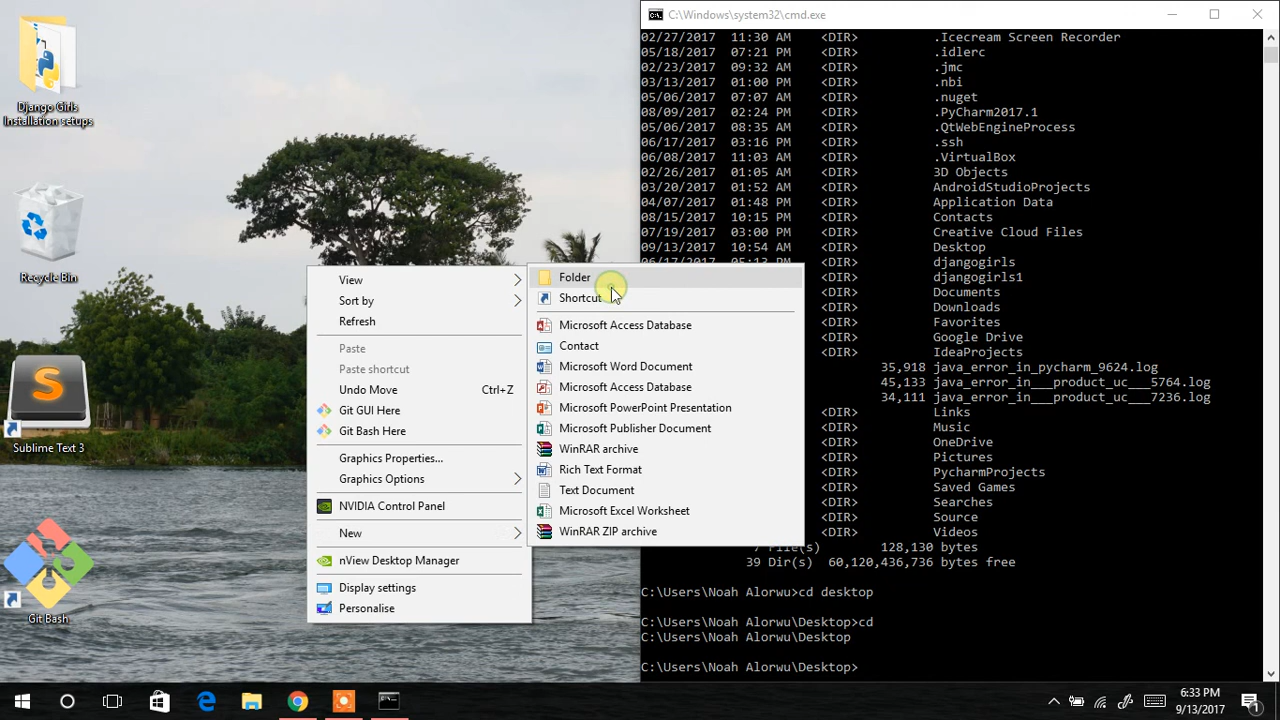 Django Girls
Installation setups
Recycle Bin
Sublime Text 3
Git Bash
View
Sort by
Refresh
Paste
Paste shortcut
Undo Move Ctrl+Z
Git GUI Here
Git Bash Here
Graphics Properties...
Graphics Options
NVIDIA Control Panel
New
nView Desktop Manager
Display settings
Personalise
Folder
Shortcut
Microsoft Access Database
Contact
Microsoft Word Document
Microsoft Access Database
Microsoft PowerPoint Presentation
Microsoft Publisher Document
WinRAR archive
Rich Text Format
Text Document
Microsoft Excel Worksheet
WinRAR ZIP archive
C:\Windows\system32\cmd.exe
02/27/2017 11:30 AM <DIR> .Icecream Screen Recorder
05/18/2017 07:21 PM <DIR> .idlerc
02/23/2017 09:32 AM <DIR> .jmc
03/13/2017 01:00 PM <DIR> .nbi
05/06/2017 07:07 AM <DIR> .nuget
08/09/2017 02:24 PM <DIR> .PyCharm2017.1
05/06/2017 08:35 AM <DIR> .QtWebEngineProcess
06/17/2017 03:16 PM <DIR> .ssh
06/08/2017 11:03 AM <DIR> .VirtualBox
02/26/2017 01:05 AM <DIR> 3D Objects
03/20/2017 01:52 AM <DIR> AndroidStudioProjects
04/07/2017 01:48 PM <DIR> Application Data
08/15/2017 10:15 PM <DIR> Contacts
07/19/2017 03:00 PM <DIR> Creative Cloud Files
09/13/2017 10:54 AM <DIR> Desktop
06/17/2017 05:13 PM <DIR> djangogirls
<DIR> djangogirls1
<DIR> Documents
<DIR> Downloads
<DIR> Favorites
<DIR> Google Drive
<DIR> IdeaProjects
35,918 java_error_in_pycharm_9624.log
45,133 java_error_in___product_uc___5764.log
34,111 java_error_in___product_uc___7236.log
<DIR> Links
<DIR> Music
<DIR> OneDrive
<DIR> Pictures
<DIR> PycharmProjects
<DIR> Saved Games
<DIR> Searches
<DIR> Source
<DIR> Videos
7 File(s) 128,130 bytes
39 Dir(s) 60,120,436,736 bytes free
C:\Users\Noah Alorwu>cd desktop
C:\Users\Noah Alorwu\Desktop>cd
C:\Users\Noah Alorwu\Desktop
C:\Users\Noah Alorwu\Desktop>
6:33 PM
9/13/2017
1